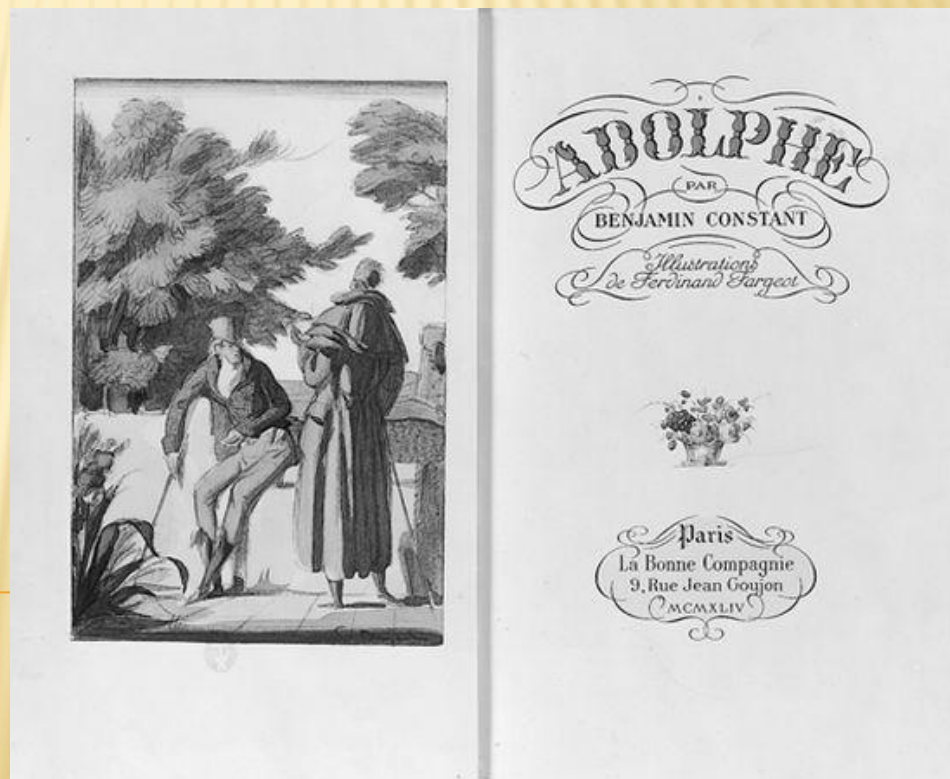 ADOLPHE
PAR
BENJAMIN CONSTANT
Illustrations
de Ferdinand Fargeot
Paris
La Bonne Compagnie
9, Rue Jean Goujon
MCMXLIV